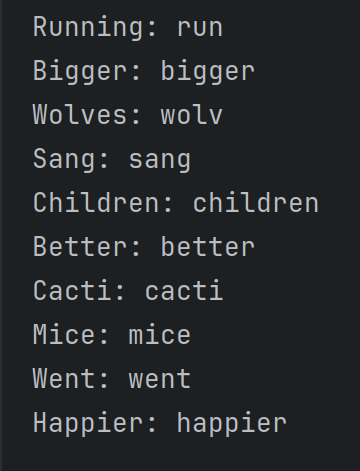 Running: run
Bigger: bigger
Wolves: wolv
Sang: sang
Children: children
Better: better
Cacti: cacti
Mice: mice
Went: went
Happier: happier